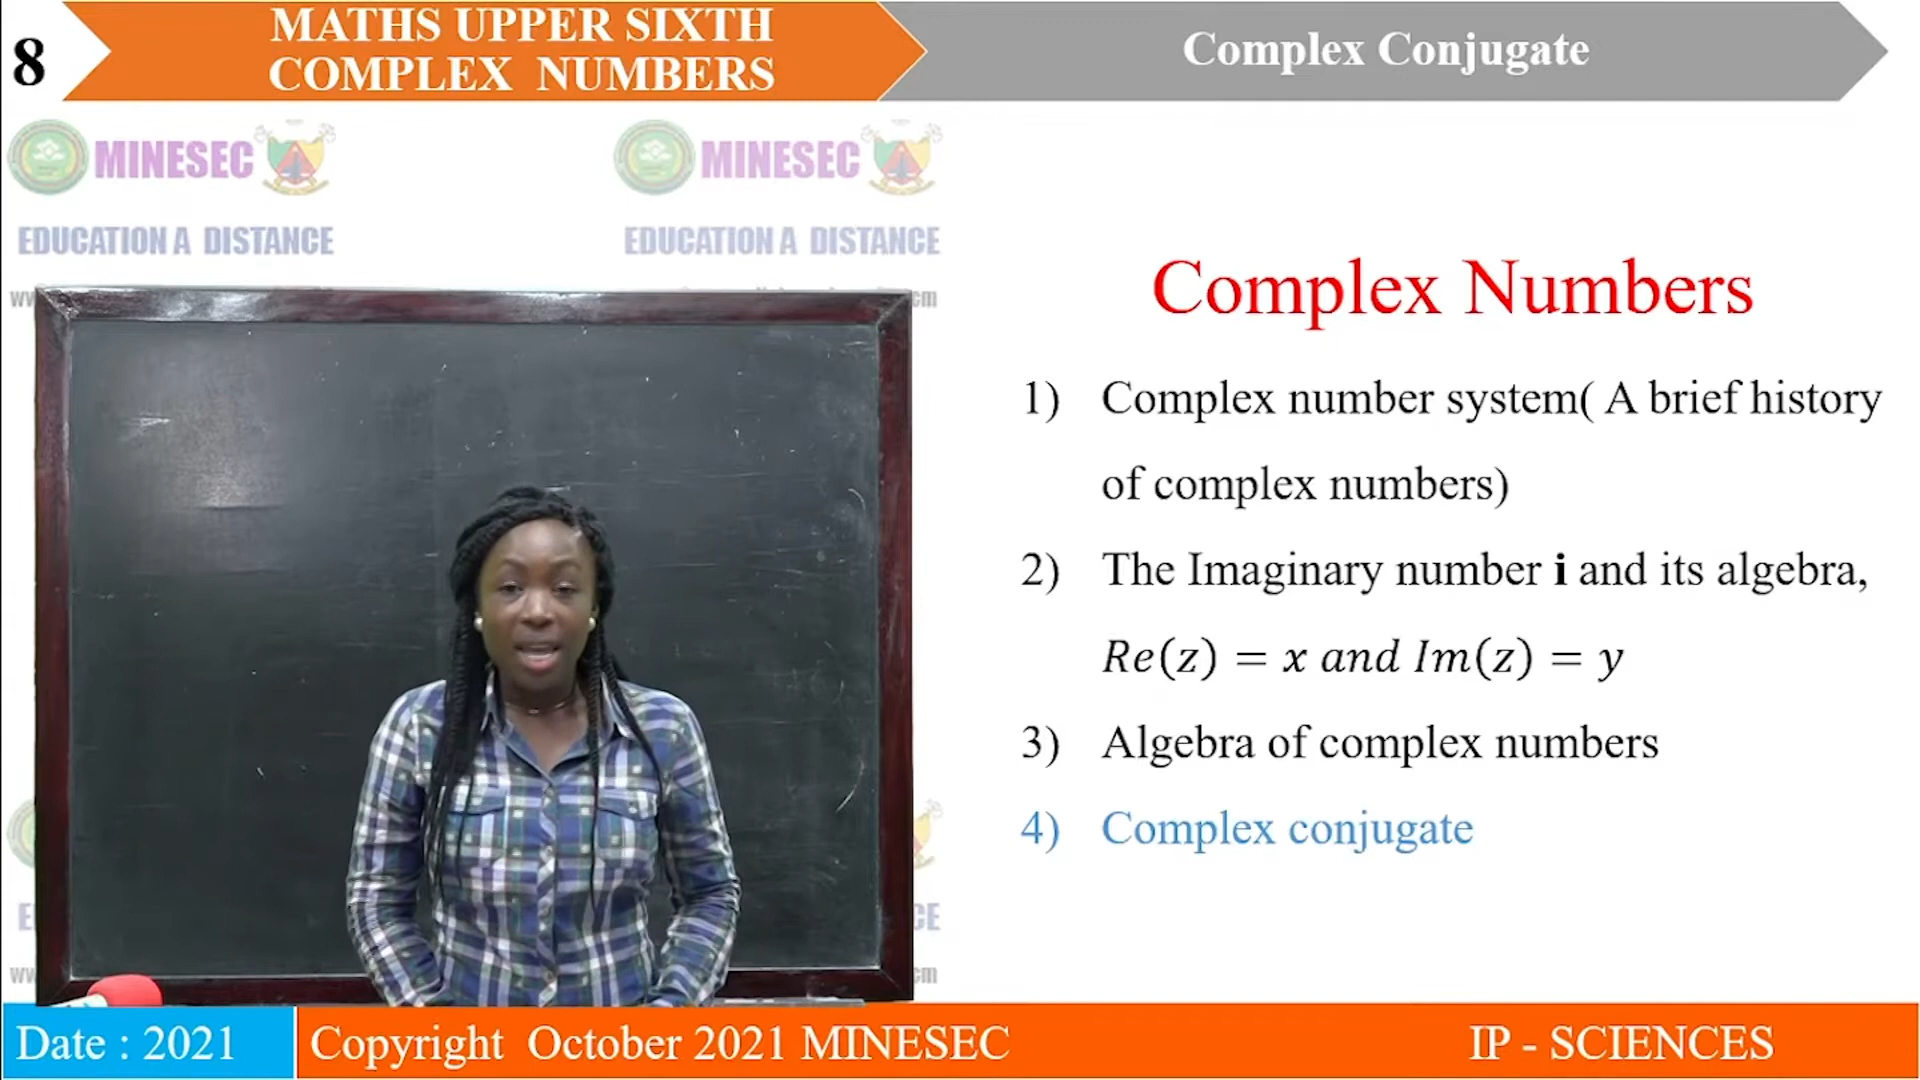 8
MATHS UPPER SIXTH
COMPLEX NUMBERS
Complex Conjugate
MINESEC
MINESEC
EDUCATION A DISTANCE
EDUCATION A DISTANCE
Complex Numbers
1) Complex number system( A brief history
of complex numbers)
2) The Imaginary number i and its algebra,
Re(z) = x and Im(z) = y
3) Algebra of complex numbers
4) Complex conjugate
Date : 2021
Copyright October 2021 MINESEC
IP - SCIENCES